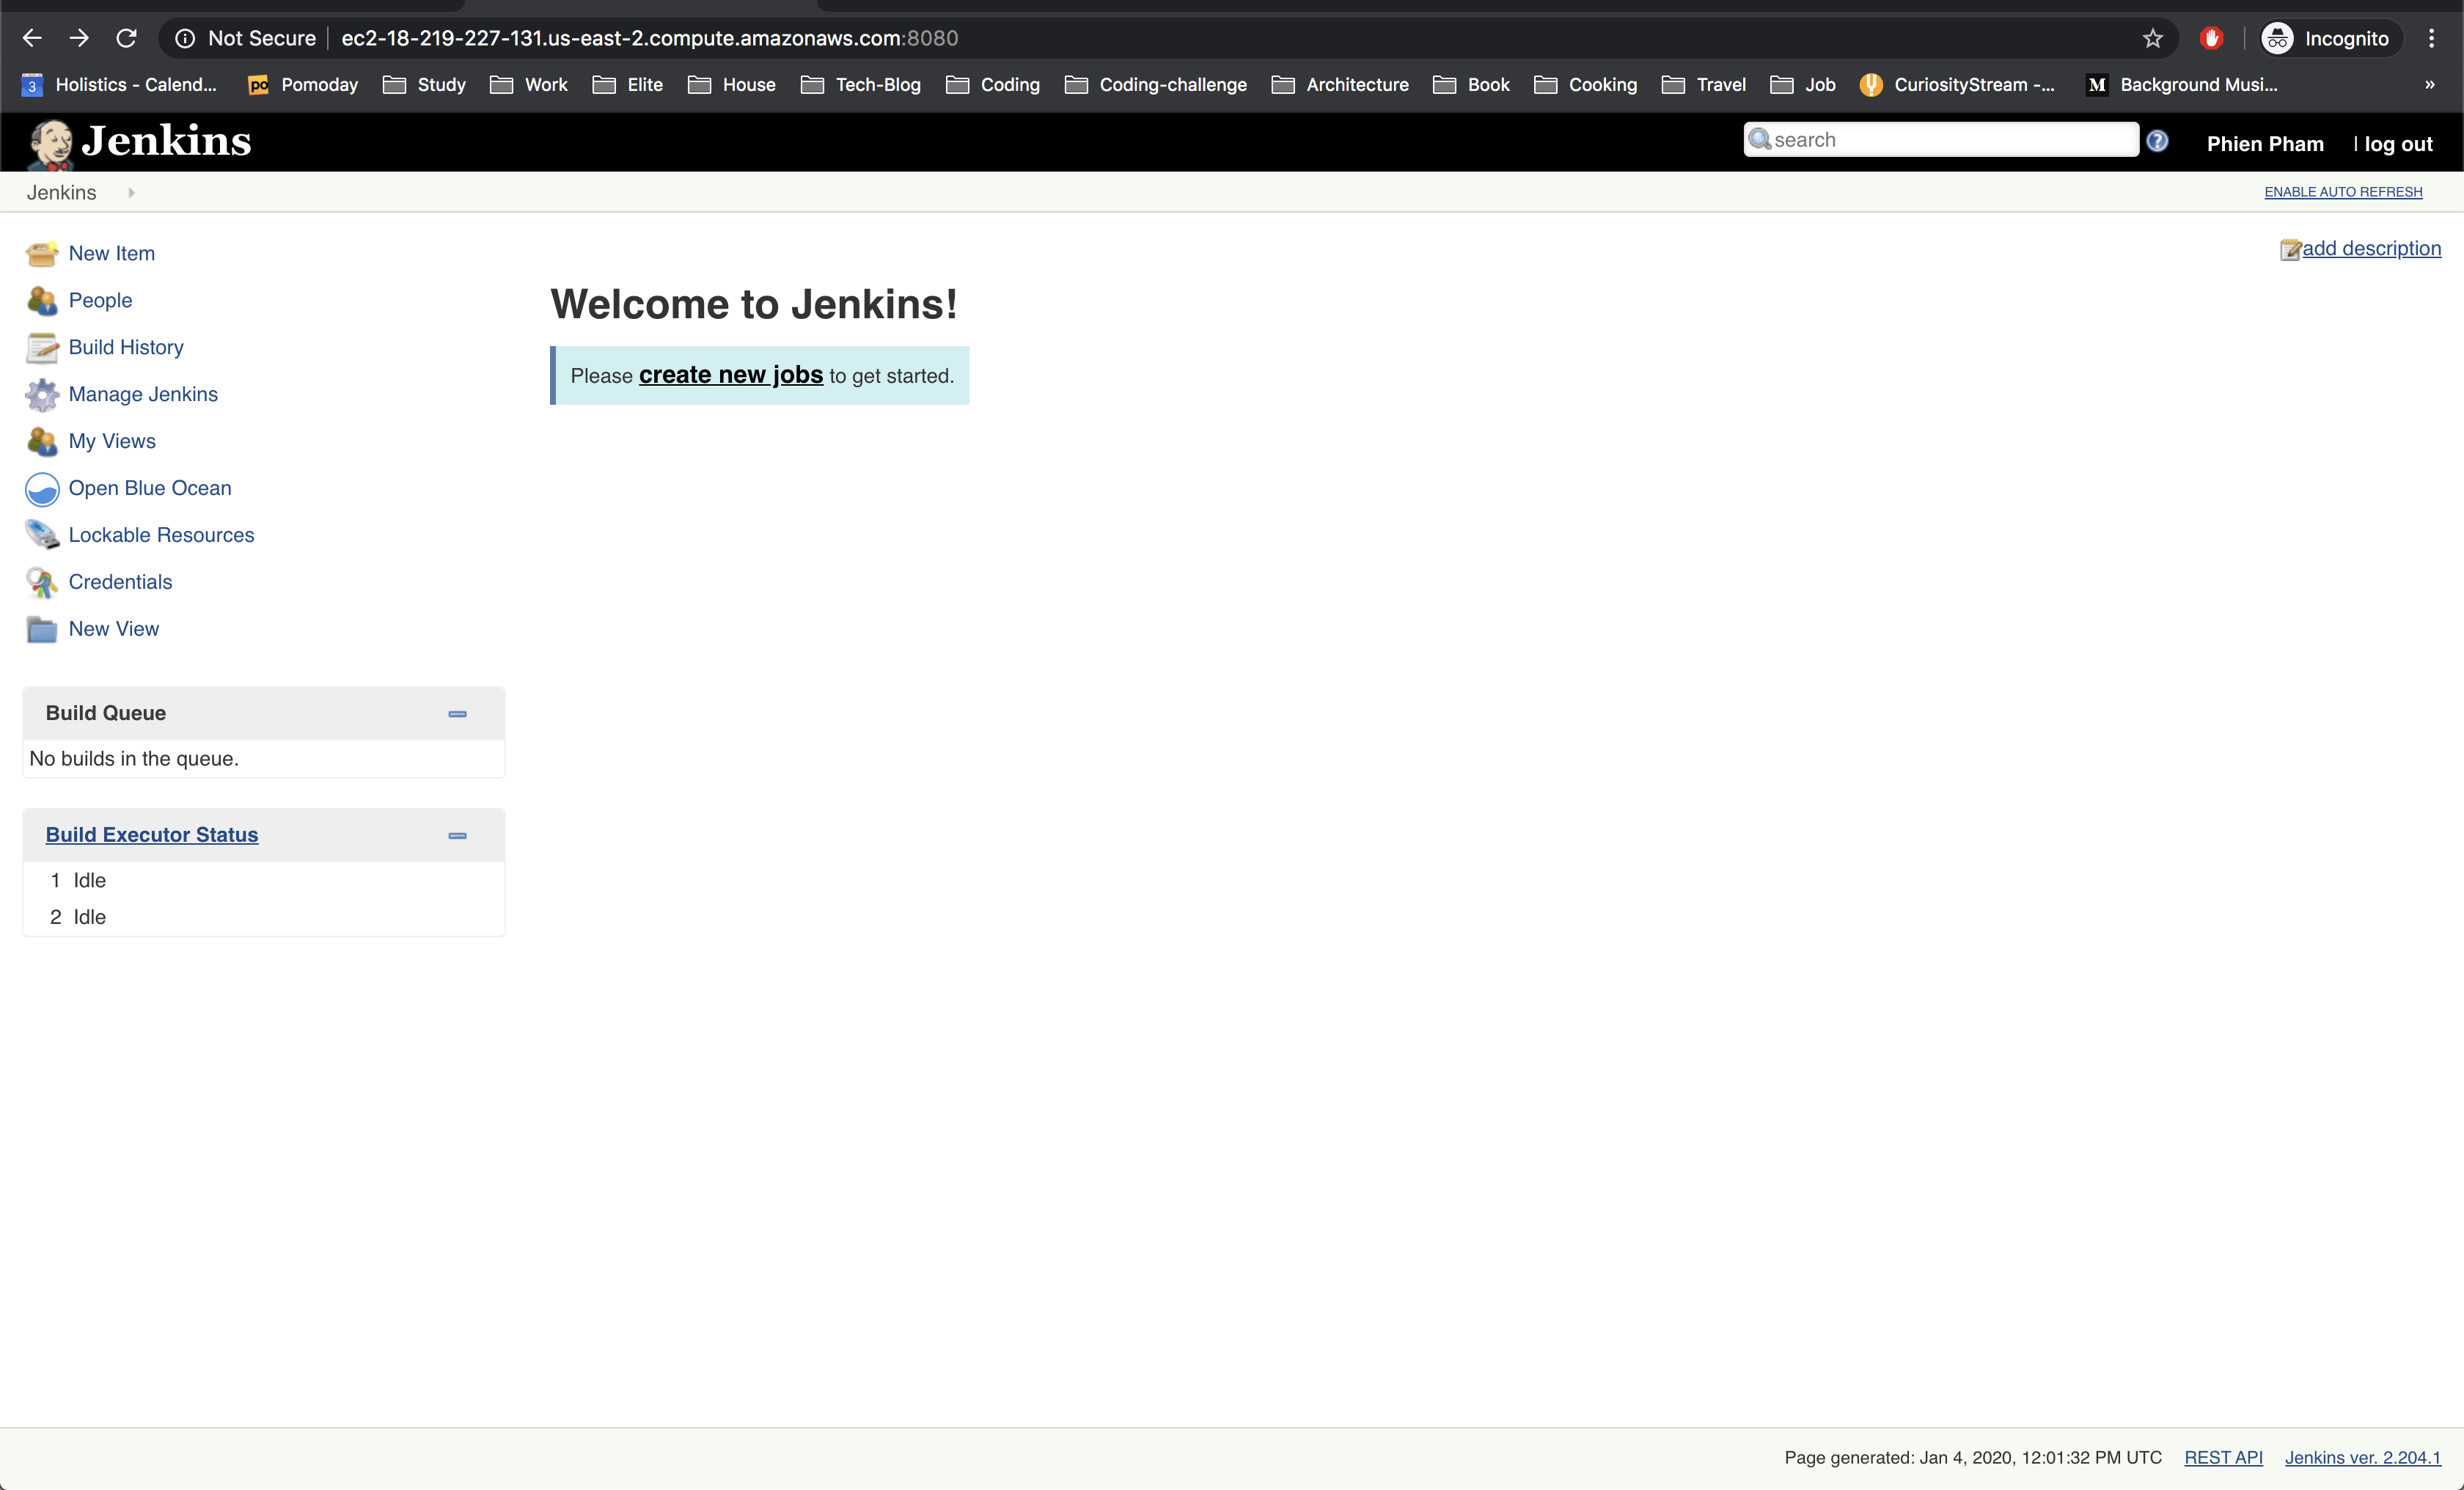 Not Secure | ec2-18-219-227-131.us-east-2.compute.amazonaws.com:8080 Incognito
3 Holistics - Calend... po Pomoday Study Work Elite House Tech-Blog Coding Coding-challenge Architecture Book Cooking Travel Job CuriosityStream -... M Background Musi... »
Jenkins search ? Phien Pham | log out
Jenkins ENABLE AUTO REFRESH
New Item
add description
People
Welcome to Jenkins!
Build History
Please create new jobs to get started.
Manage Jenkins
My Views
Open Blue Ocean
Lockable Resources
Credentials
New View
Build Queue
No builds in the queue.
Build Executor Status
1 Idle
2 Idle
Page generated: Jan 4, 2020, 12:01:32 PM UTC REST API Jenkins ver. 2.204.1